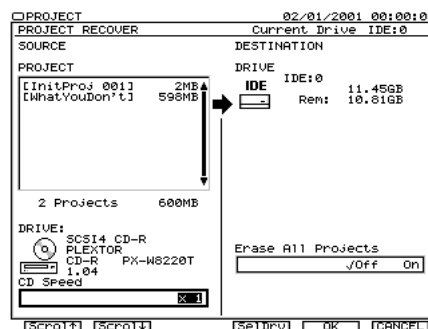 PROJECT 02/01/2001 00:00:0
PROJECT RECOVER Current Drive IDE:0
SOURCE DESTINATION
PROJECT DRIVE
[InitProj 001] 2MB
[WhatYouDon't] 598MB
IDE IDE:0
11.45GB
Rem: 10.81GB
2 Projects 600MB
DRIVE:
SCSI4 CD-R
PLEXTOR
CD-R PX-W8220T
1.04
Erase All Projects
√Off On
CD Speed
x 1
[Scrol↑] [Scrol↓] [SelDrv] [ OK ] [CANCEL]